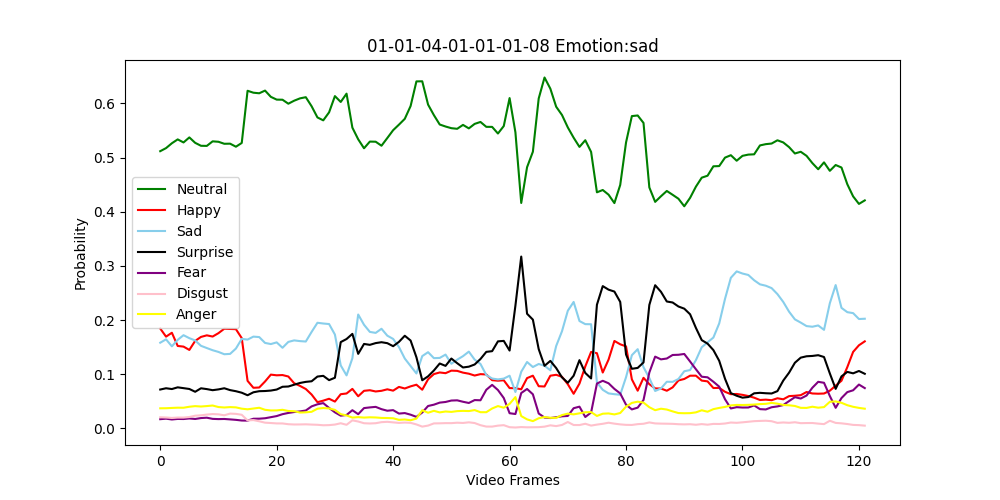 01-01-04-01-01-01-08 Emotion:sad
Probability
0.6
0.5
0.4
0.3
0.2
0.1
0.0
Neutral
Happy
Sad
Surprise
Fear
Disgust
Anger
0 20 40 60 80 100 120
Video Frames